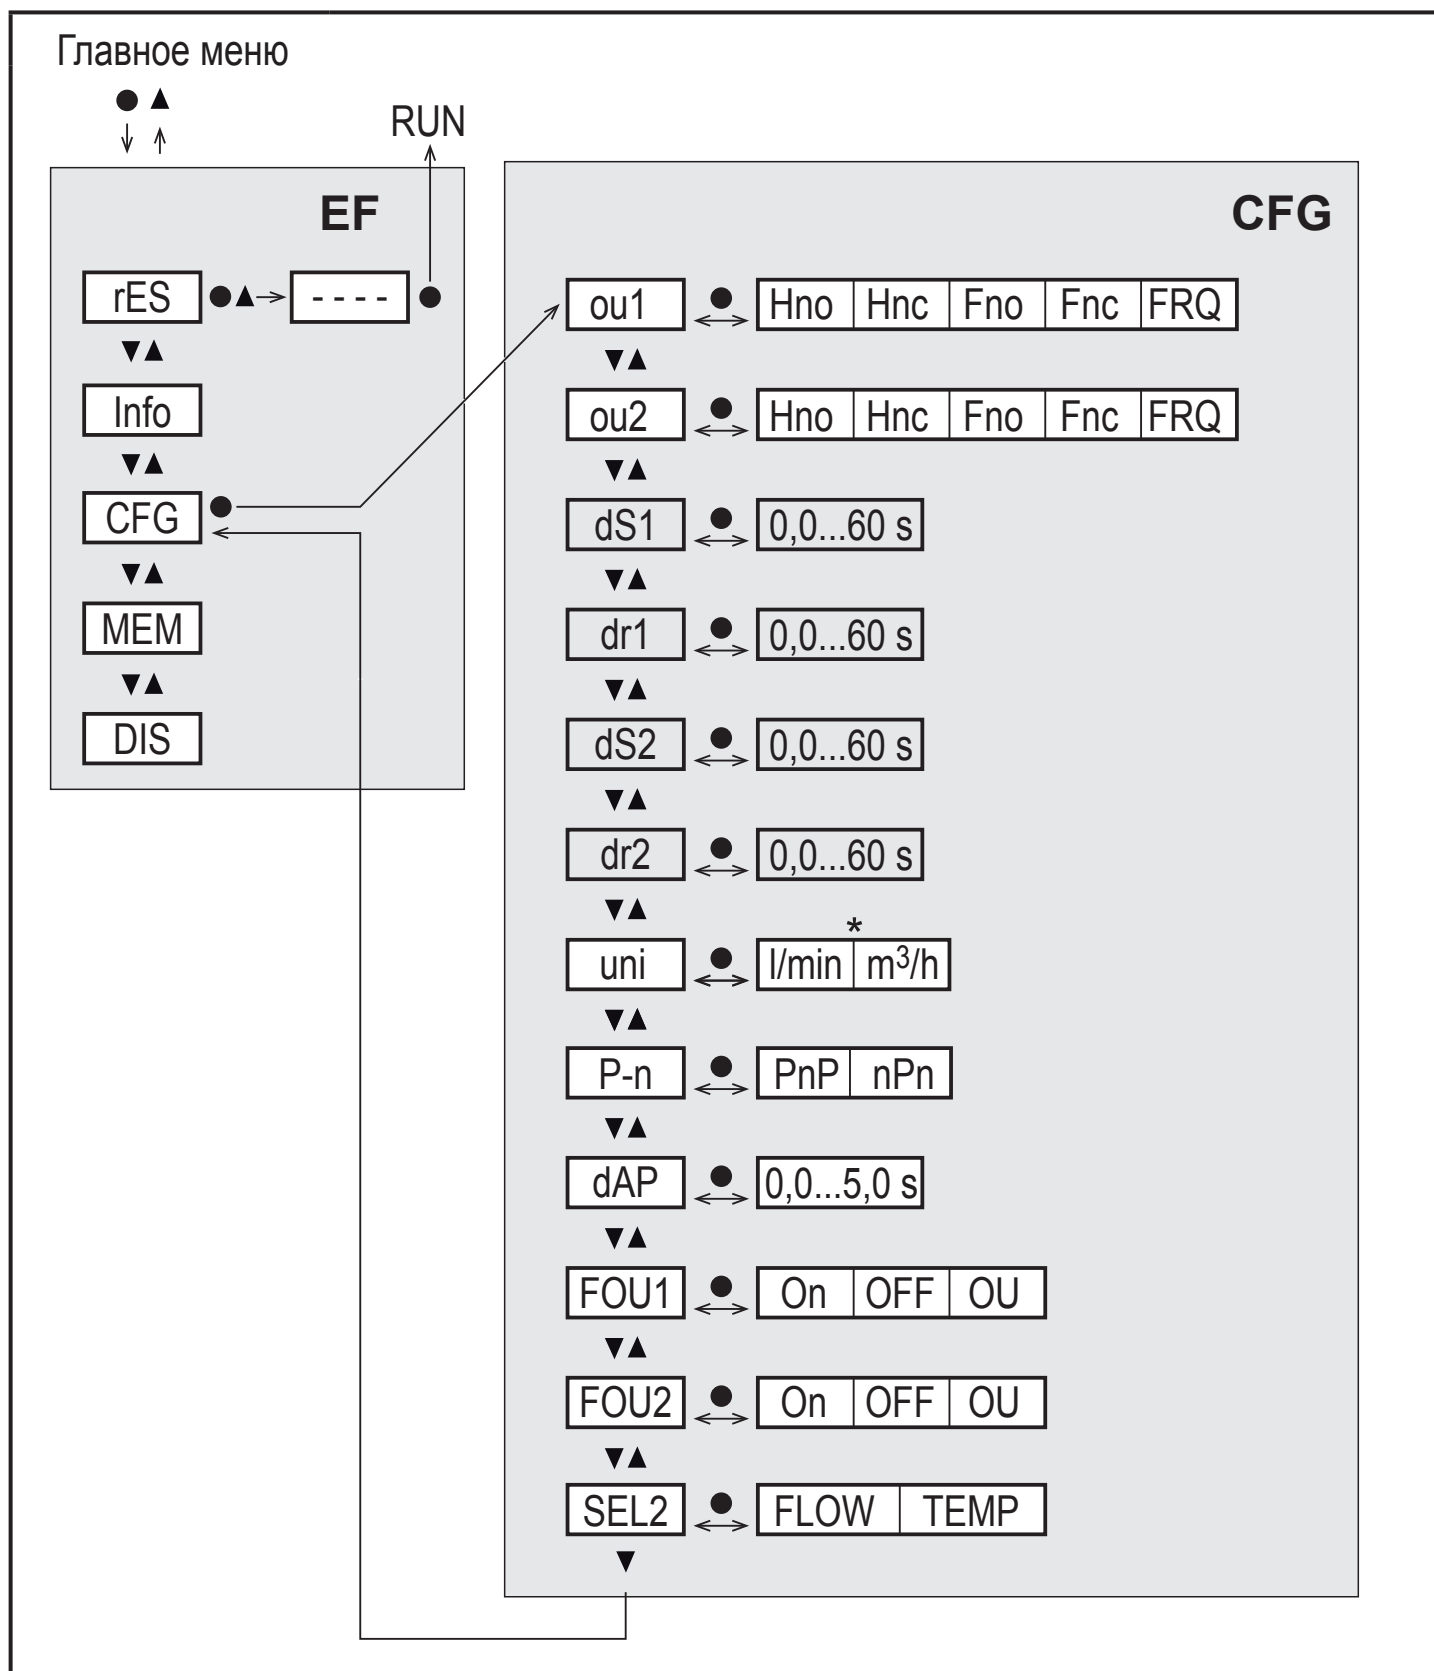 Главное меню
RUN
EF
rES - - - -
Info
CFG
MEM
DIS
CFG
ou1 Hno Hnc Fno Fnc FRQ
ou2 Hno Hnc Fno Fnc FRQ
dS1 0,0...60 s
dr1 0,0...60 s
dS2 0,0...60 s
dr2 0,0...60 s
*
uni l/min m³/h
P-n PnP nPn
dAP 0,0...5,0 s
FOU1 On OFF OU
FOU2 On OFF OU
SEL2 FLOW TEMP